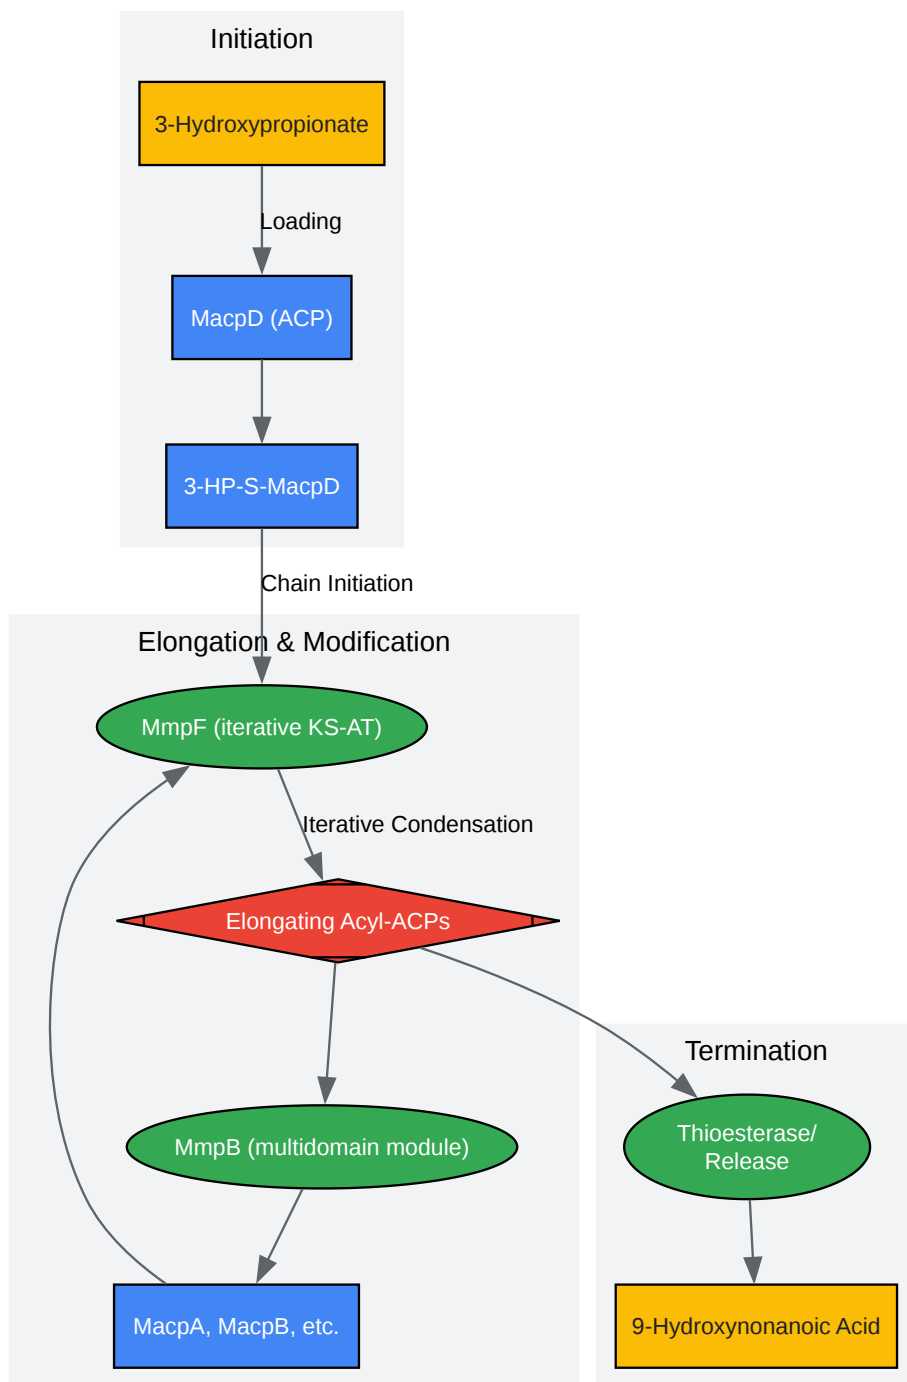 Initiation
3-Hydroxypropionate
Loading
MacpD (ACP)
3-HP-S-MacpD
Chain Initiation
Elongation & Modification
MmpF (iterative KS-AT)
Iterative Condensation
Elongating Acyl-ACPs
MmpB (multidomain module)
MacpA, MacpB, etc.
Termination
Thioesterase/
Release
9-Hydroxynonanoic Acid